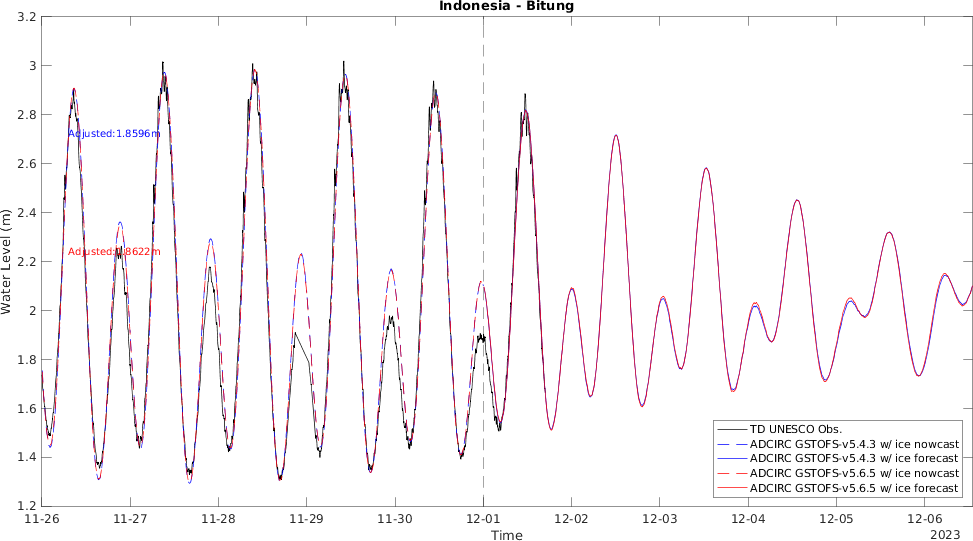 Indonesia - Bitung
3.2
3
2.8
2.6
2.4
2.2
2
1.8
1.6
1.4
1.2
Water Level (m)
Adjusted:1.8596m
Adjusted:1.8622m
TD UNESCO Obs.
ADCIRC GSTOFS-v5.4.3 w/ ice nowcast
ADCIRC GSTOFS-v5.4.3 w/ ice forecast
ADCIRC GSTOFS-v5.6.5 w/ ice nowcast
ADCIRC GSTOFS-v5.6.5 w/ ice forecast
11-26 11-27 11-28 11-29 11-30 12-01 12-02 12-03 12-04 12-05 12-06
Time
2023